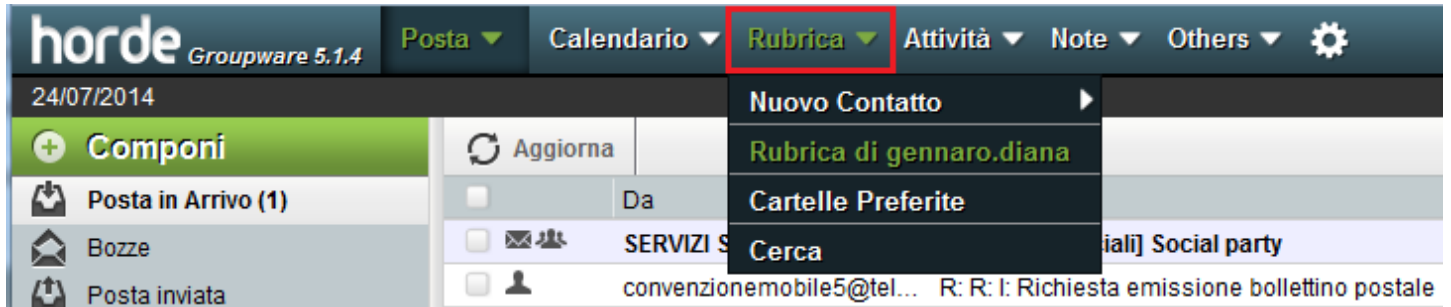 horde Groupware 5.1.4 Posta Calendario Rubrica Attività Note Others
24/07/2014
Nuovo Contatto
Componi
Aggiorna
Rubrica di gennaro.diana
Posta in Arrivo (1)
Da
Cartelle Preferite
Bozze
SERVIZI S
Cerca
iali] Social party
Posta inviata
convenzionemobile5@tel... R: R: I: Richiesta emissione bollettino postale